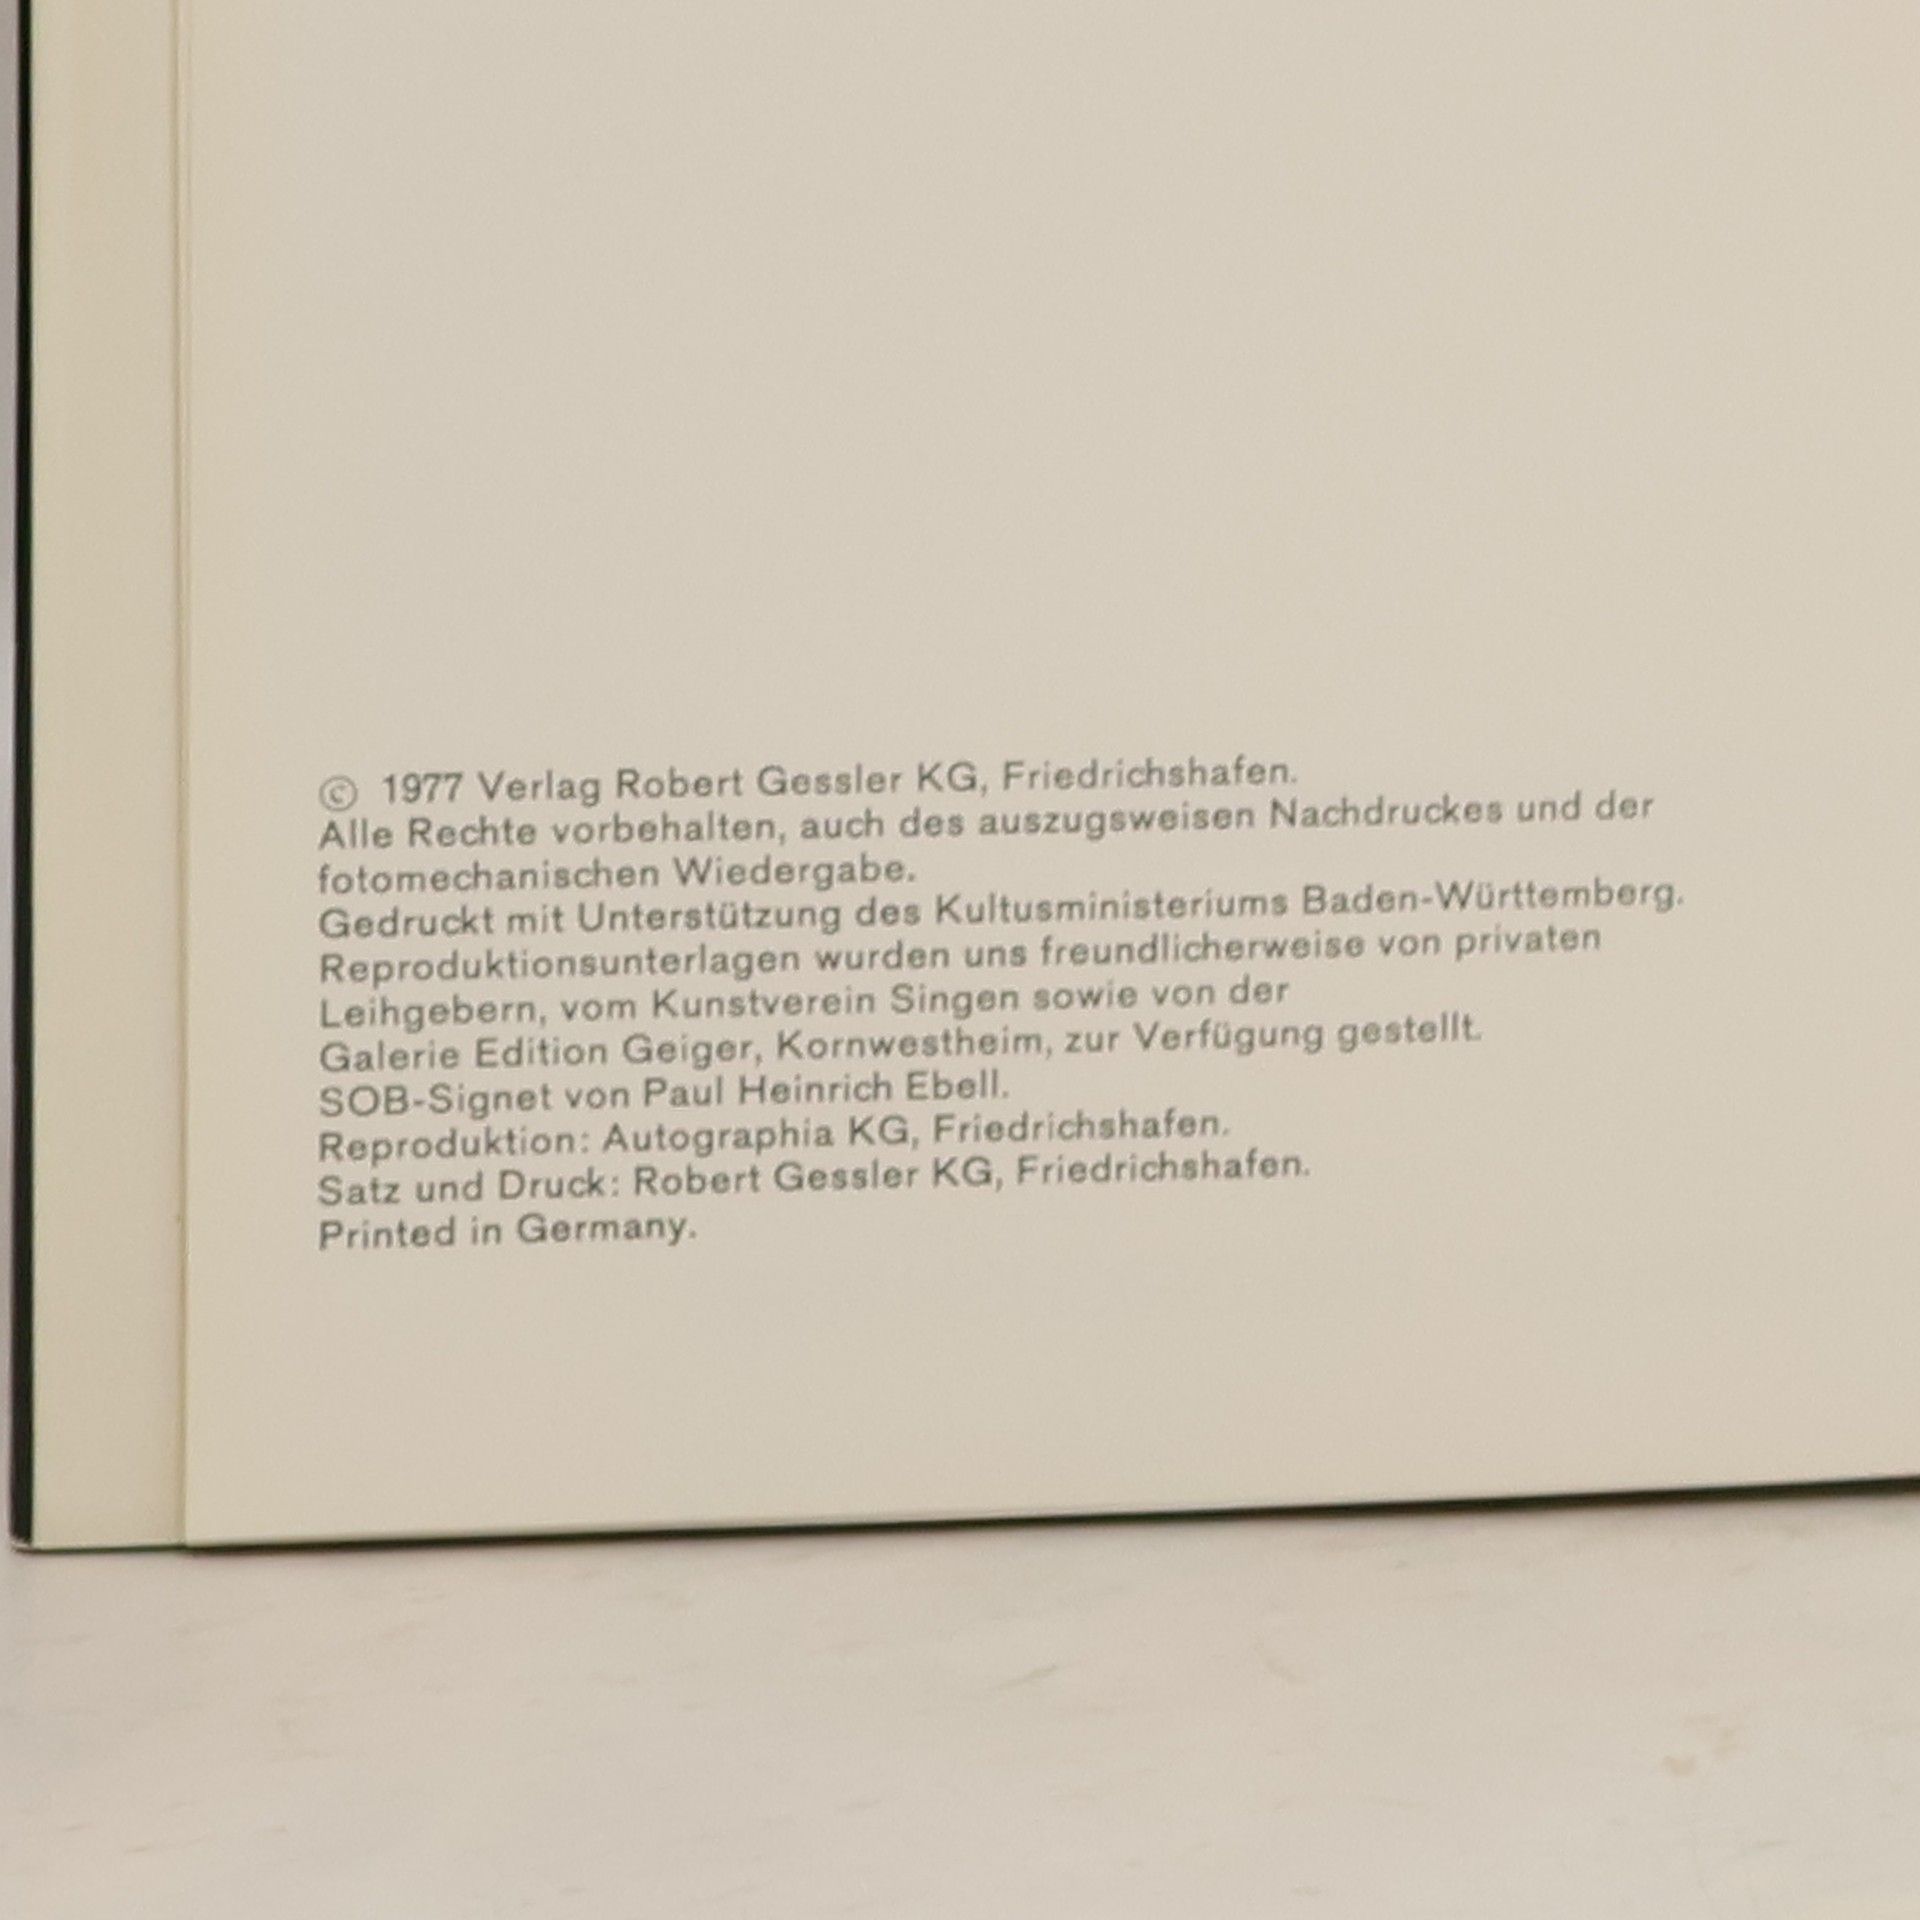 © 1977 Verlag Robert Gessler KG, Friedrichshafen.
Alle Rechte vorbehalten, auch des auszugsweisen Nachdruckes und der
fotomechanischen Wiedergabe.
Gedruckt mit Unterstützung des Kultusministeriums Baden-Württemberg.
Reproduktionsunterlagen wurden uns freundlicherweise von privaten
Leihgebern, vom Kunstverein Singen sowie von der
Galerie Edition Geiger, Kornwestheim, zur Verfügung gestellt.
SOB-Signet von Paul Heinrich Ebell.
Reproduktion: Autographia KG, Friedrichshafen.
Satz und Druck: Robert Gessler KG, Friedrichshafen.
Printed in Germany.